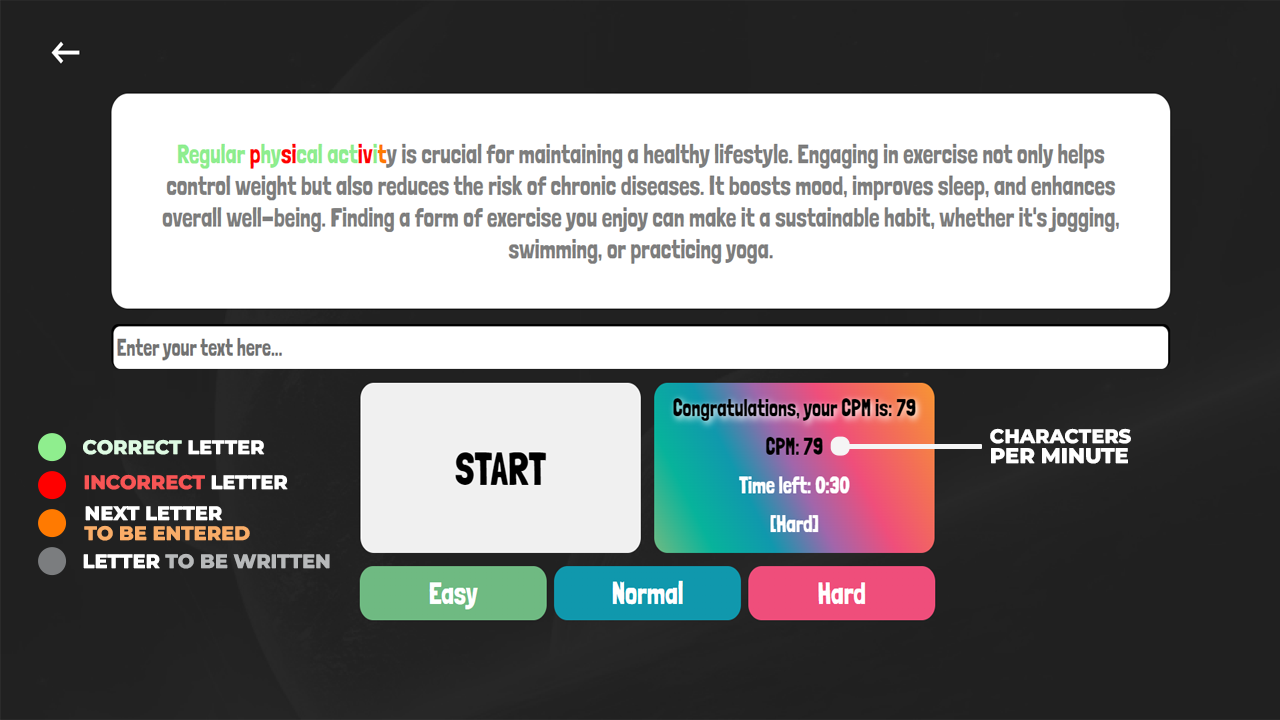 Regular physical activity is crucial for maintaining a healthy lifestyle. Engaging in exercise not only helps
control weight but also reduces the risk of chronic diseases. It boosts mood, improves sleep, and enhances
overall well-being. Finding a form of exercise you enjoy can make it a sustainable habit, whether it's jogging,
swimming, or practicing yoga.
Enter your text here...
START
Congratulations, your CPM is: 79
CPM: 79
Time left: 0:30
[Hard]
CHARACTERS
PER MINUTE
CORRECT LETTER
INCORRECT LETTER
NEXT LETTER
TO BE ENTERED
LETTER TO BE WRITTEN
Easy
Normal
Hard